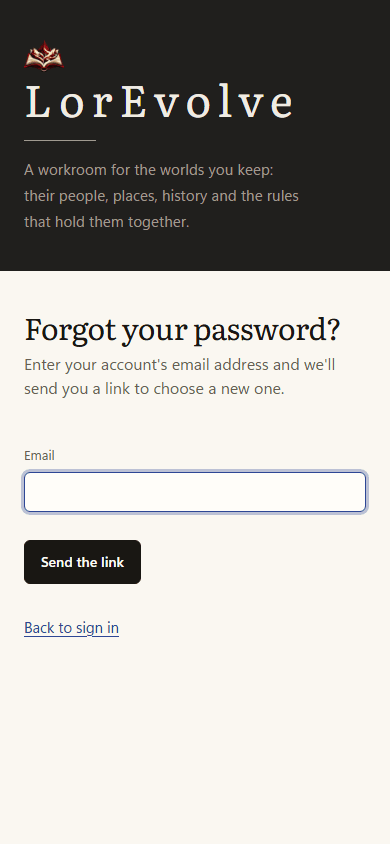 LorEvolve
A workroom for the worlds you keep:
their people, places, history and the rules
that hold them together.
Forgot your password?
Enter your account's email address and we'll
send you a link to choose a new one.
Email
Send the link
Back to sign in